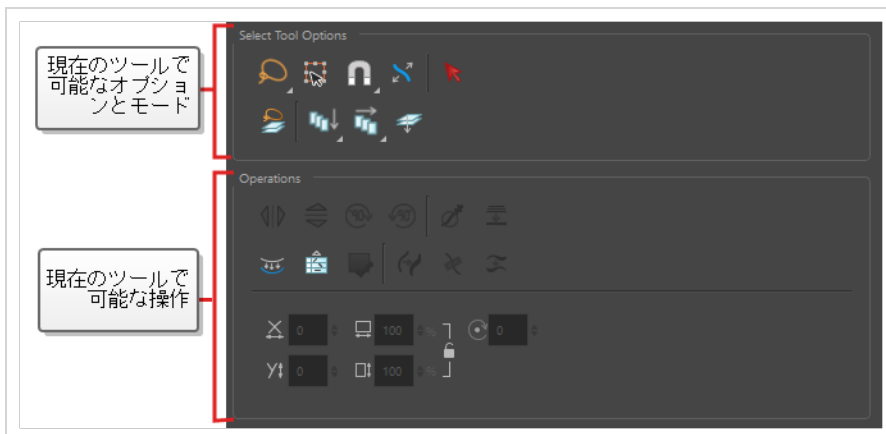 現在のツールで
可能なオプショ
ンとモード
Select Tool Options
Operations
現在のツールで
可能な操作
90 90
X 0 100 % 0
Y 0 100 %